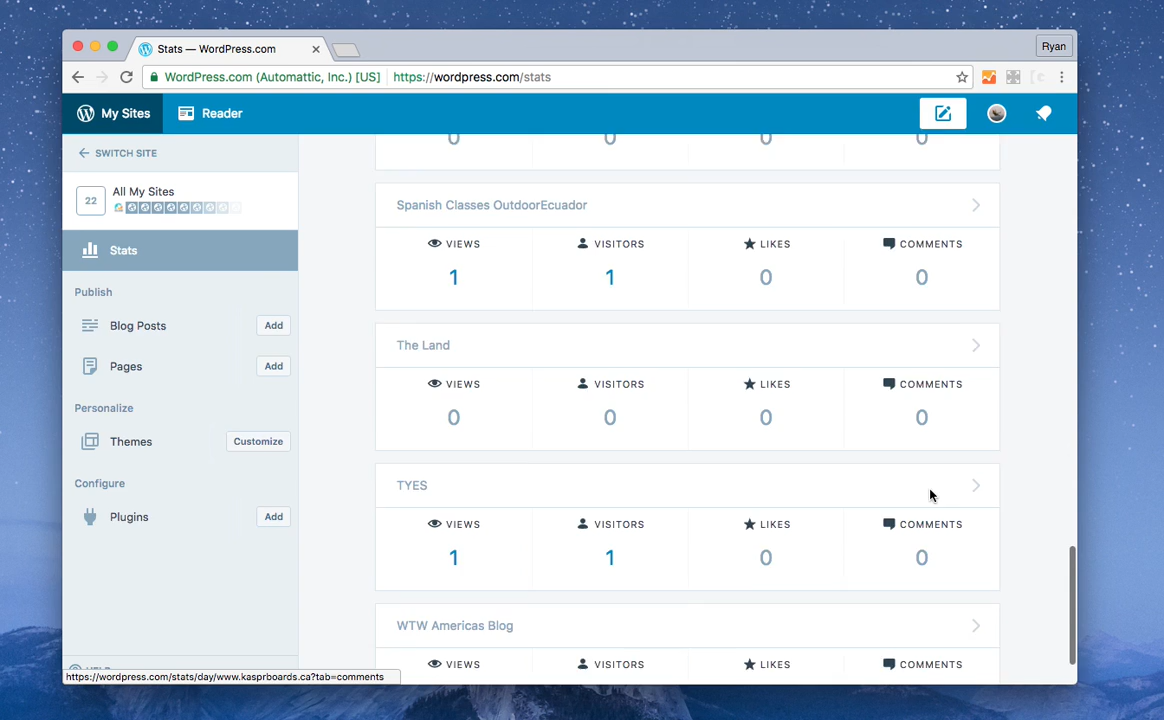 Stats — WordPress.com
Ryan
WordPress.com (Automattic, Inc.) [US] https://wordpress.com/stats
My Sites
Reader
SWITCH SITE
22
All My Sites
Stats
Publish
Blog Posts
Add
Pages
Add
Personalize
Themes
Customize
Configure
Plugins
Add
0 0 0 0
Spanish Classes OutdoorEcuador
VIEWS VISITORS LIKES COMMENTS
1 1 0 0
The Land
VIEWS VISITORS LIKES COMMENTS
0 0 0 0
TYES
VIEWS VISITORS LIKES COMMENTS
1 1 0 0
WTW Americas Blog
VIEWS VISITORS LIKES COMMENTS
https://wordpress.com/stats/day/www.kasprboards.ca?tab=comments